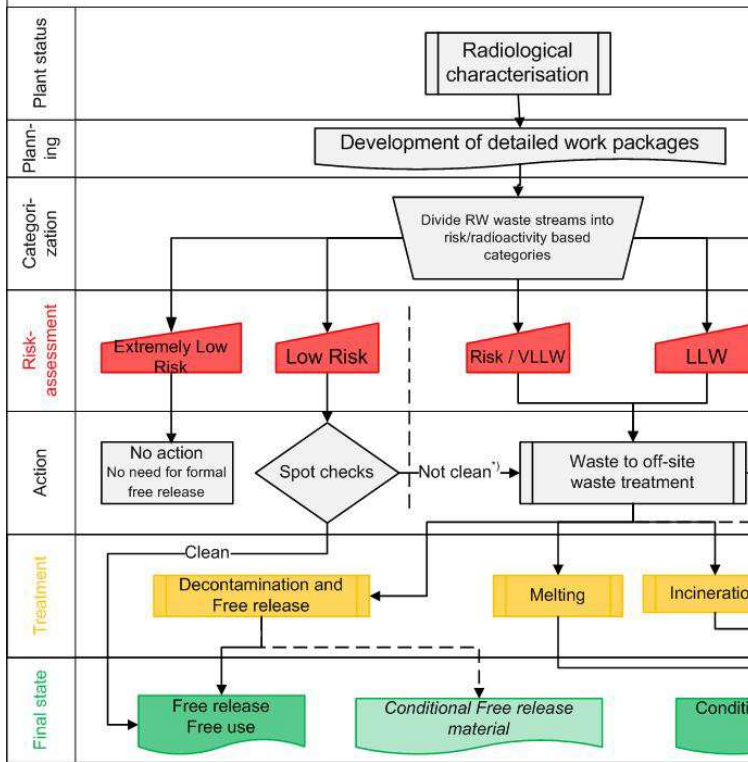 Plant status
Radiological
characterisation
Plann-
ing
Development of detailed work packages
Categori-
zation
Divide RW waste streams into
risk/radioactivity based
categories
Risk-
assessment
Extremely Low
Risk
Low Risk
Risk / VLLW
LLW
Action
No action
No need for formal
free release
Spot checks
Not clean*)
Waste to off-site
waste treatment
Treatment
Clean
Decontamination and
Free release
Melting
Incineratio
Final state
Free release
Free use
Conditional Free release
material
Conditi